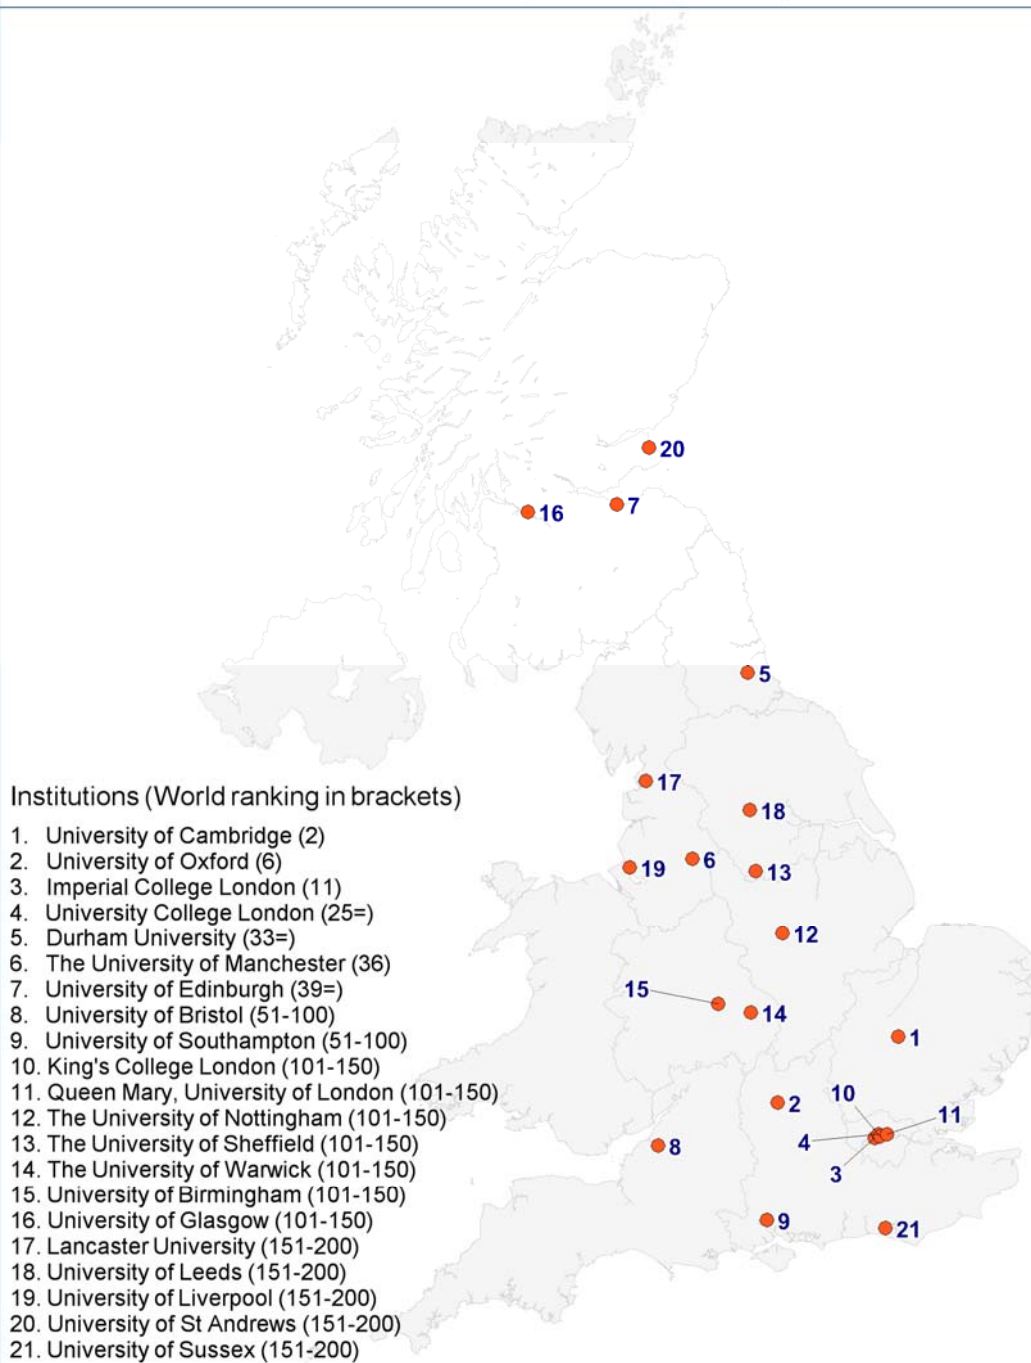 20
16
7
5
17
18
19
6
13
12
15
14
1
2
10
11
4
3
8
9
21
Institutions (World ranking in brackets)
1. University of Cambridge (2)
2. University of Oxford (6)
3. Imperial College London (11)
4. University College London (25=)
5. Durham University (33=)
6. The University of Manchester (36)
7. University of Edinburgh (39=)
8. University of Bristol (51-100)
9. University of Southampton (51-100)
10. King's College London (101-150)
11. Queen Mary, University of London (101-150)
12. The University of Nottingham (101-150)
13. The University of Sheffield (101-150)
14. The University of Warwick (101-150)
15. University of Birmingham (101-150)
16. University of Glasgow (101-150)
17. Lancaster University (151-200)
18. University of Leeds (151-200)
19. University of Liverpool (151-200)
20. University of St Andrews (151-200)
21. University of Sussex (151-200)